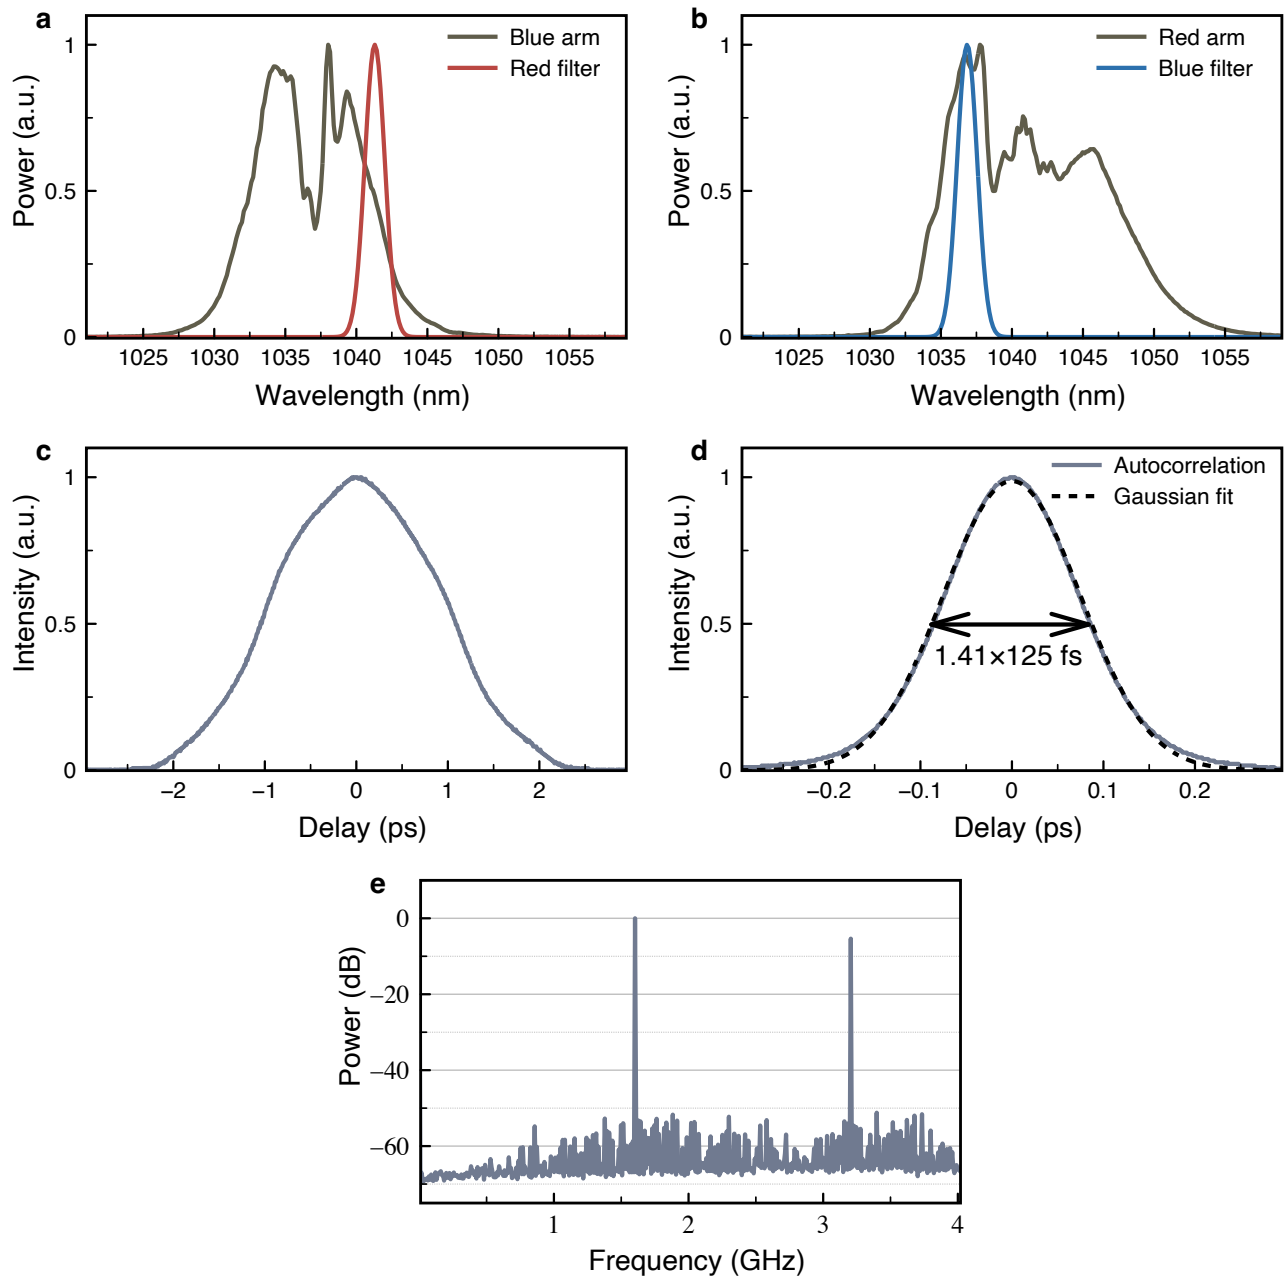 a
Blue arm
Red filter
1
0.5
0
Power (a.u.)
1025 1030 1035 1040 1045 1050 1055
Wavelength (nm)
b
Red arm
Blue filter
1
0.5
0
Power (a.u.)
1025 1030 1035 1040 1045 1050 1055
Wavelength (nm)
c
1
0.5
0
Intensity (a.u.)
−2 −1 0 1 2
Delay (ps)
d
Autocorrelation
Gaussian fit
1.41×125 fs
1
0.5
0
Intensity (a.u.)
−0.2 −0.1 0 0.1 0.2
Delay (ps)
e
0
−20
−40
−60
Power (dB)
1 2 3 4
Frequency (GHz)